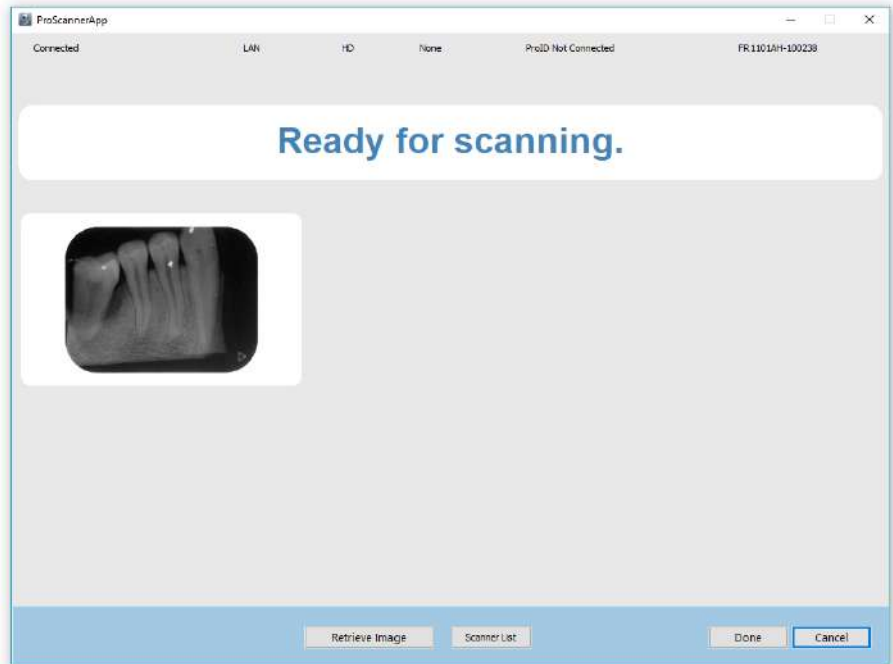 ProScannerApp
Connected LAN HD None ProID Not Connected FR1101AH-100238
Ready for scanning.
Retrieve Image Scanner List Done Cancel